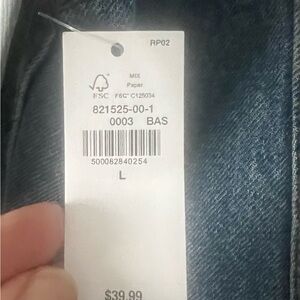 RP02
MIX
Paper
FSC
FSC® C125034
821525-00-1
0003 BAS
500082840254
L
$39.99